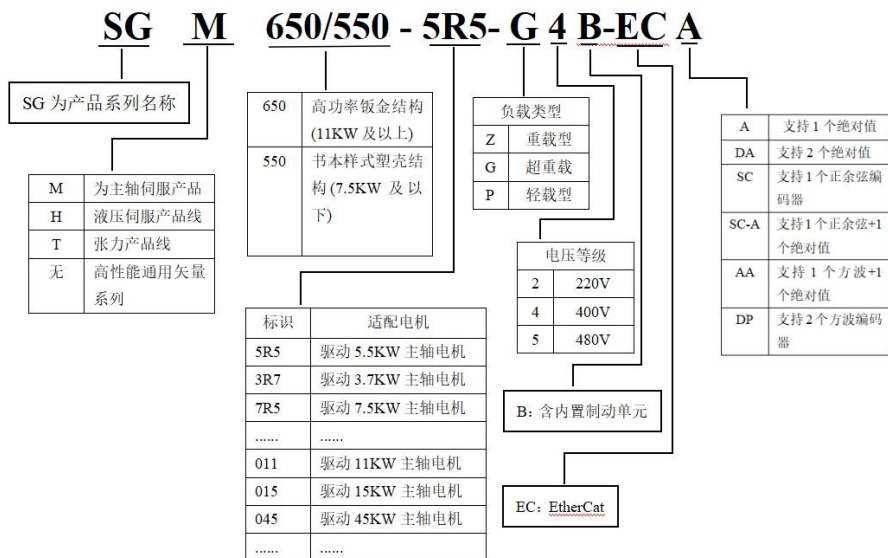 SG M 650/550 - 5R5- G 4 B-EC A
SG 为产品系列名称
M 为主轴伺服产品
H 液压伺服产品线
T 张力产品线
无 高性能通用矢量
系列
650 高功率钣金结构
(11KW 及以上)
550 书本样式塑壳结
构(7.5KW 及以
下)
标识 适配电机
5R5 驱动 5.5KW 主轴电机
3R7 驱动 3.7KW 主轴电机
7R5 驱动 7.5KW 主轴电机
...... ......
011 驱动 11KW 主轴电机
015 驱动 15KW 主轴电机
045 驱动 45KW 主轴电机
...... ......
负载类型
Z 重载型
G 超重载
P 轻载型
电压等级
2 220V
4 400V
5 480V
B：含内置制动单元
EC：EtherCat
A 支持 1 个绝对值
DA 支持 2 个绝对值
SC 支持 1 个正余弦编
码器
SC-A 支持 1 个正余弦+1
个绝对值
AA 支持 1 个方波+1
个绝对值
DP 支持 2 个方波编码
器